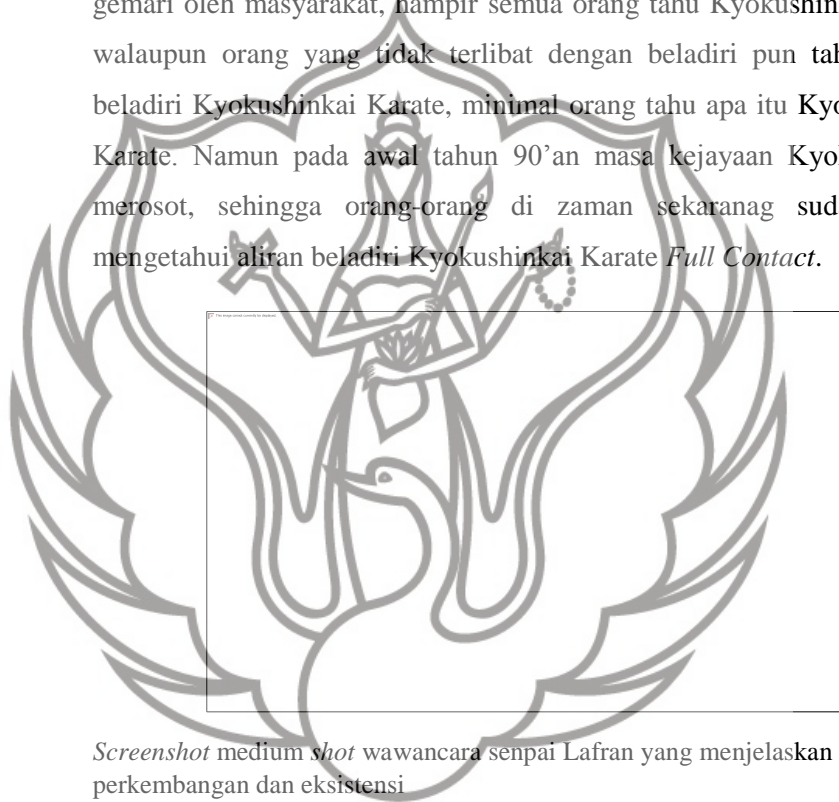 gemari oleh masyarakat, hampir semua orang tahu Kyokushin
walaupun orang yang tidak terlibat dengan beladiri pun tah
beladiri Kyokushinkai Karate, minimal orang tahu apa itu Kyo
Karate. Namun pada awal tahun 90’an masa kejayaan Kyo
merosot, sehingga orang-orang di zaman sekaranag sud
mengetahui aliran beladiri Kyokushinkai Karate Full Contact.
Screenshot medium shot wawancara senpai Lafran yang menjelaskan
perkembangan dan eksistensi